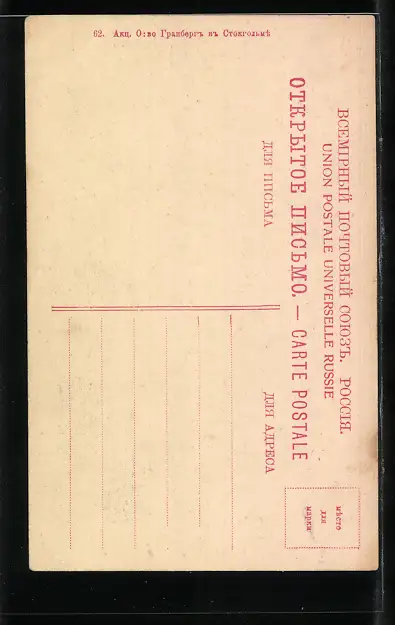 ВСЕМІРНЫЙ ПОЧТОВЫЙ СОЮЗЪ. РОССІЯ.
UNION POSTALE UNIVERSELLE RUSSIE
ОТКРЫТОЕ ПИСЬМО. — CARTE POSTALE
ДЛЯ ПИСЬМА
ДЛЯ АДРЕСА
мѣсто
для
марки
62. Акц. О:во Гранбергъ въ Стокгольмѣ